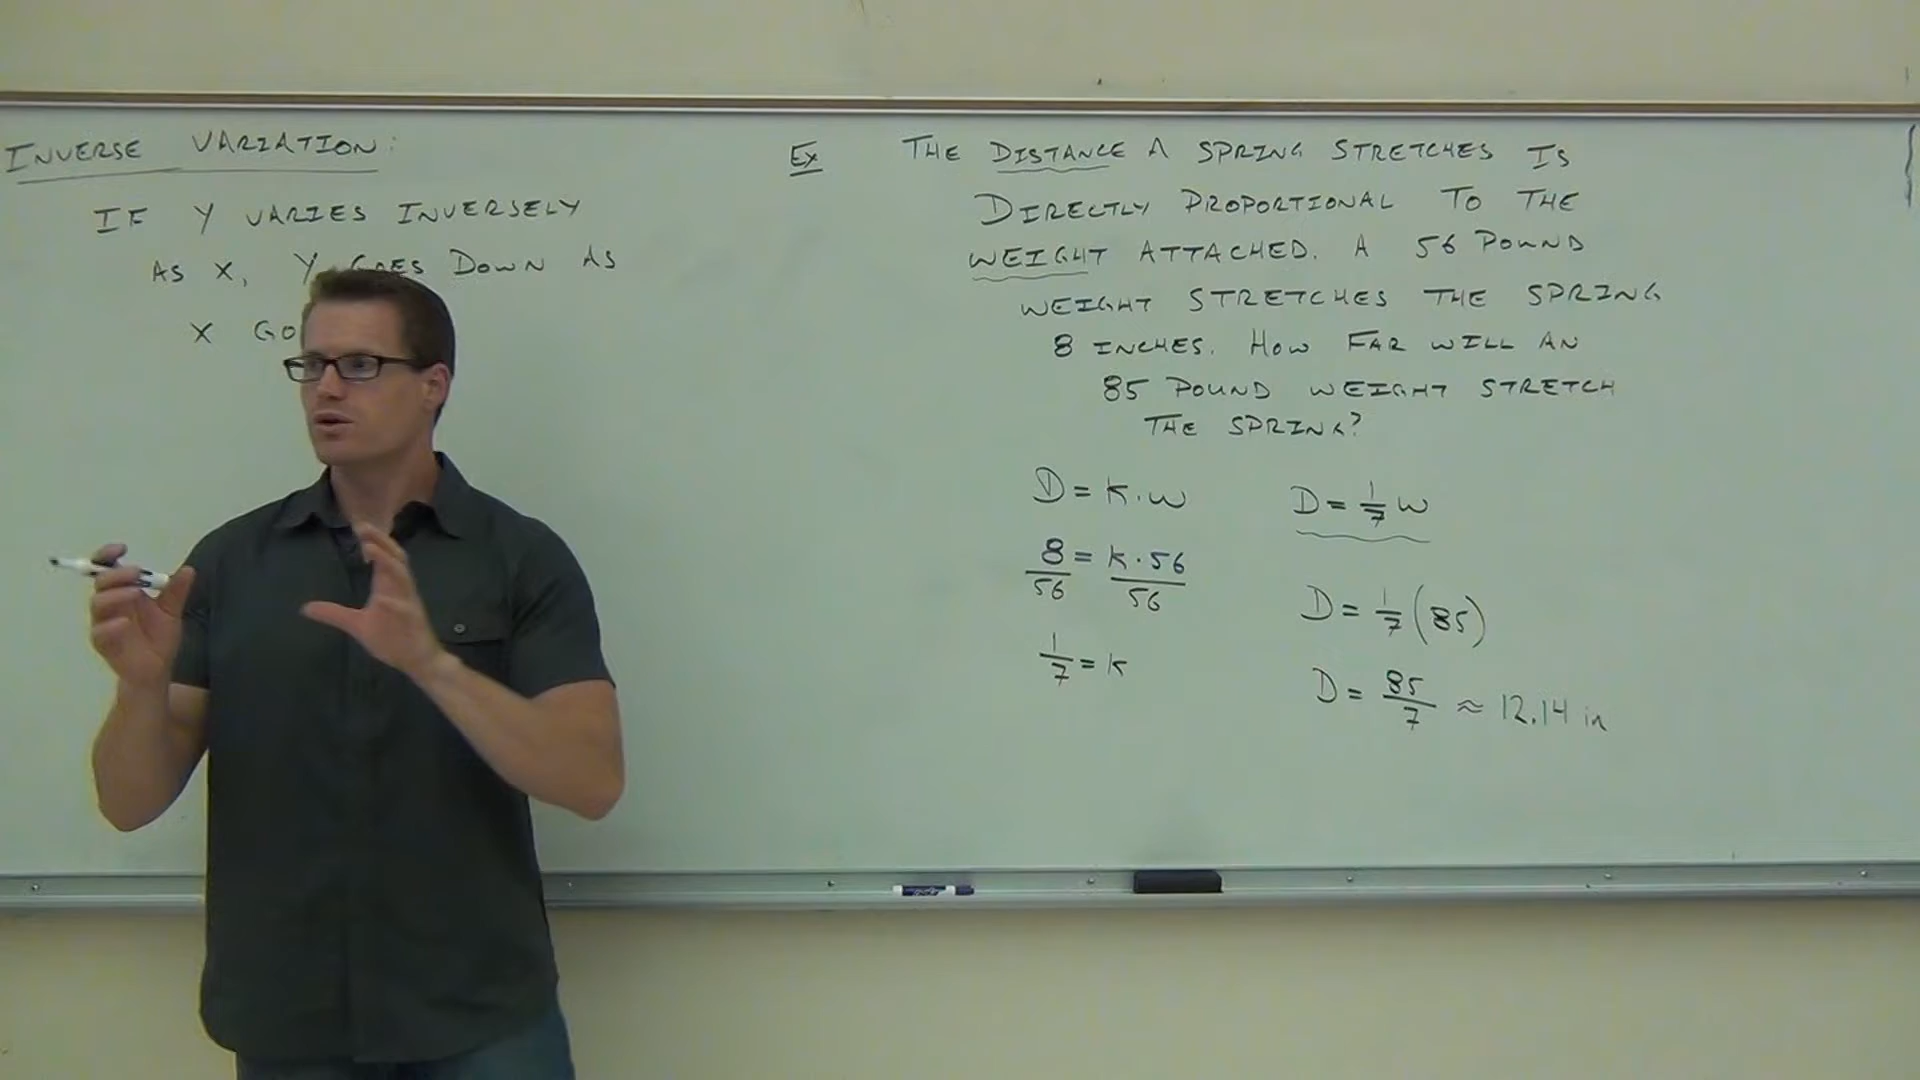 INVERSE VARIATION:
IF Y VARIES INVERSELY
AS X, Y GOES DOWN AS
X GO
Ex THE DISTANCE A SPRING STRETCHES IS
DIRECTLY PROPORTIONAL TO THE
WEIGHT ATTACHED. A 56 POUND
WEIGHT STRETCHES THE SPRING
8 INCHES. HOW FAR WILL AN
85 POUND WEIGHT STRETCH
THE SPRING?
D = K · W
8/56 = K · 56/56
1/7 = K
D = 1/7 W
D = 1/7 (85)
D = 85/7 ≈ 12.14 in